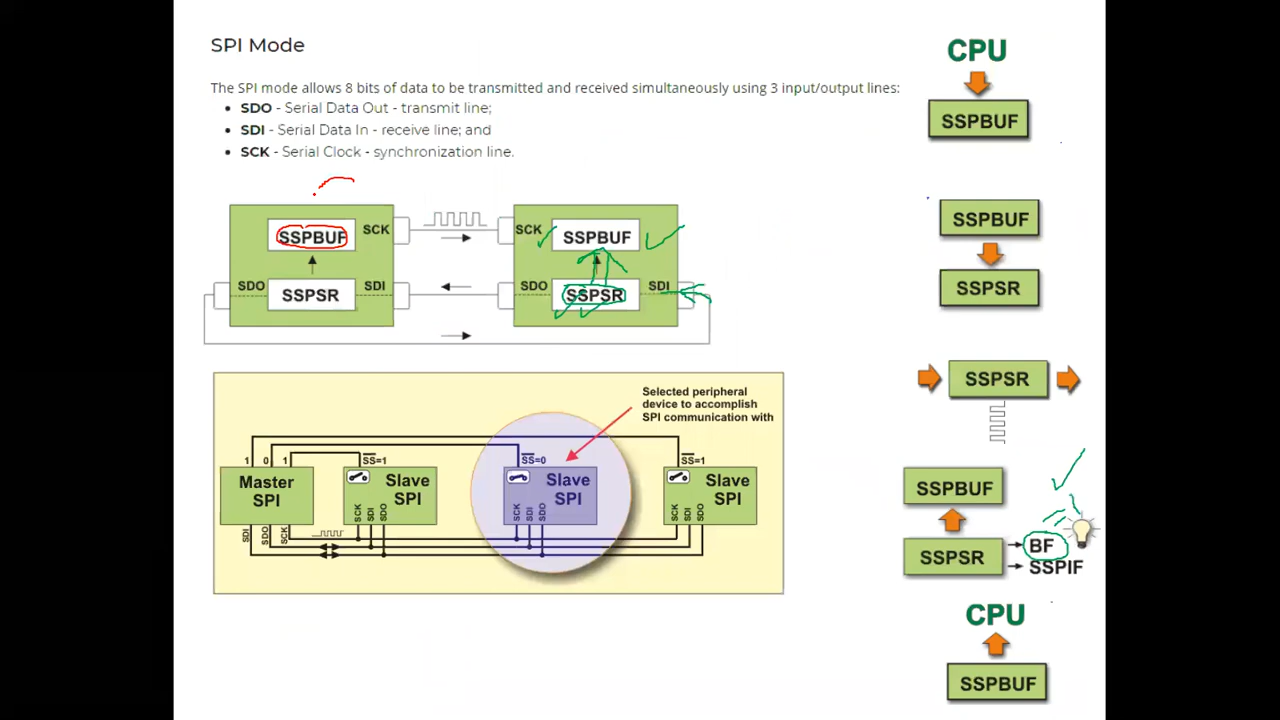 SPI Mode
The SPI mode allows 8 bits of data to be transmitted and received simultaneously using 3 input/output lines:
• SDO - Serial Data Out - transmit line;
• SDI - Serial Data In - receive line; and
• SCK - Serial Clock - synchronization line.
SSPBUF
SCK
SDO
SSPSR
SDI
SCK
SSPBUF
SDO
SSPSR
SDI
Selected peripheral
device to accomplish
SPI communication with
1 0 1
SS=1
SS=0
SS=1
Master
SPI
SDI
SDO
SCK
Slave
SPI
SCK
SDI
SDO
Slave
SPI
SCK
SDI
SDO
Slave
SPI
SCK
SDI
SDO
CPU
SSPBUF
SSPBUF
SSPSR
SSPSR
SSPBUF
SSPSR
BF
SSPIF
CPU
SSPBUF